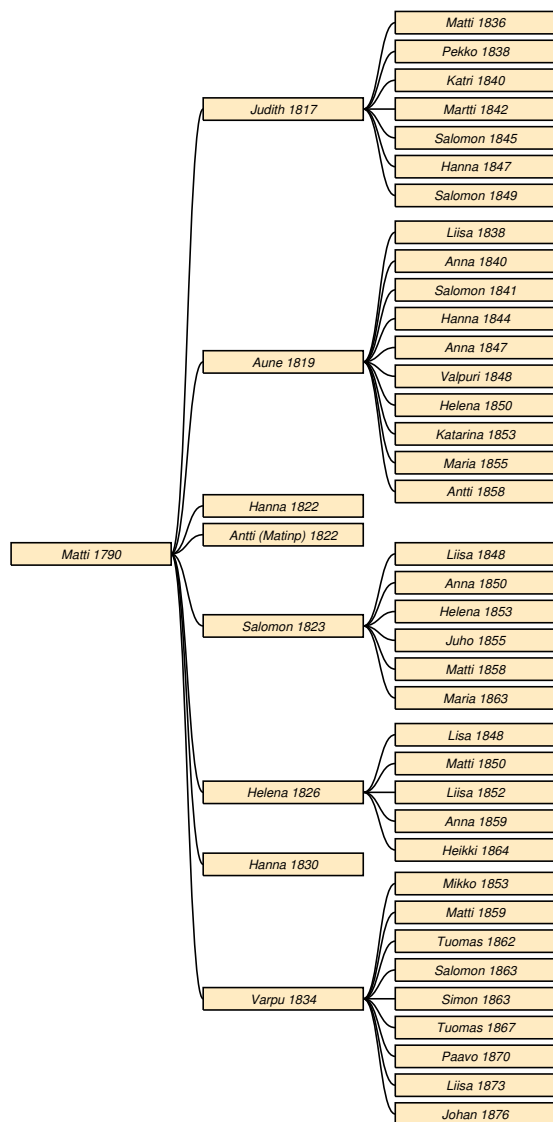 Matti 1836
Pekko 1838
Katri 1840
Judith 1817
Martti 1842
Salomon 1845
Hanna 1847
Salomon 1849
Liisa 1838
Anna 1840
Salomon 1841
Hanna 1844
Anna 1847
Aune 1819
Valpuri 1848
Helena 1850
Katarina 1853
Maria 1855
Antti 1858
Hanna 1822
Antti (Matinp) 1822
Matti 1790
Liisa 1848
Anna 1850
Helena 1853
Salomon 1823
Juho 1855
Matti 1858
Maria 1863
Lisa 1848
Matti 1850
Helena 1826
Liisa 1852
Anna 1859
Heikki 1864
Hanna 1830
Mikko 1853
Matti 1859
Tuomas 1862
Salomon 1863
Varpu 1834
Simon 1863
Tuomas 1867
Paavo 1870
Liisa 1873
Johan 1876